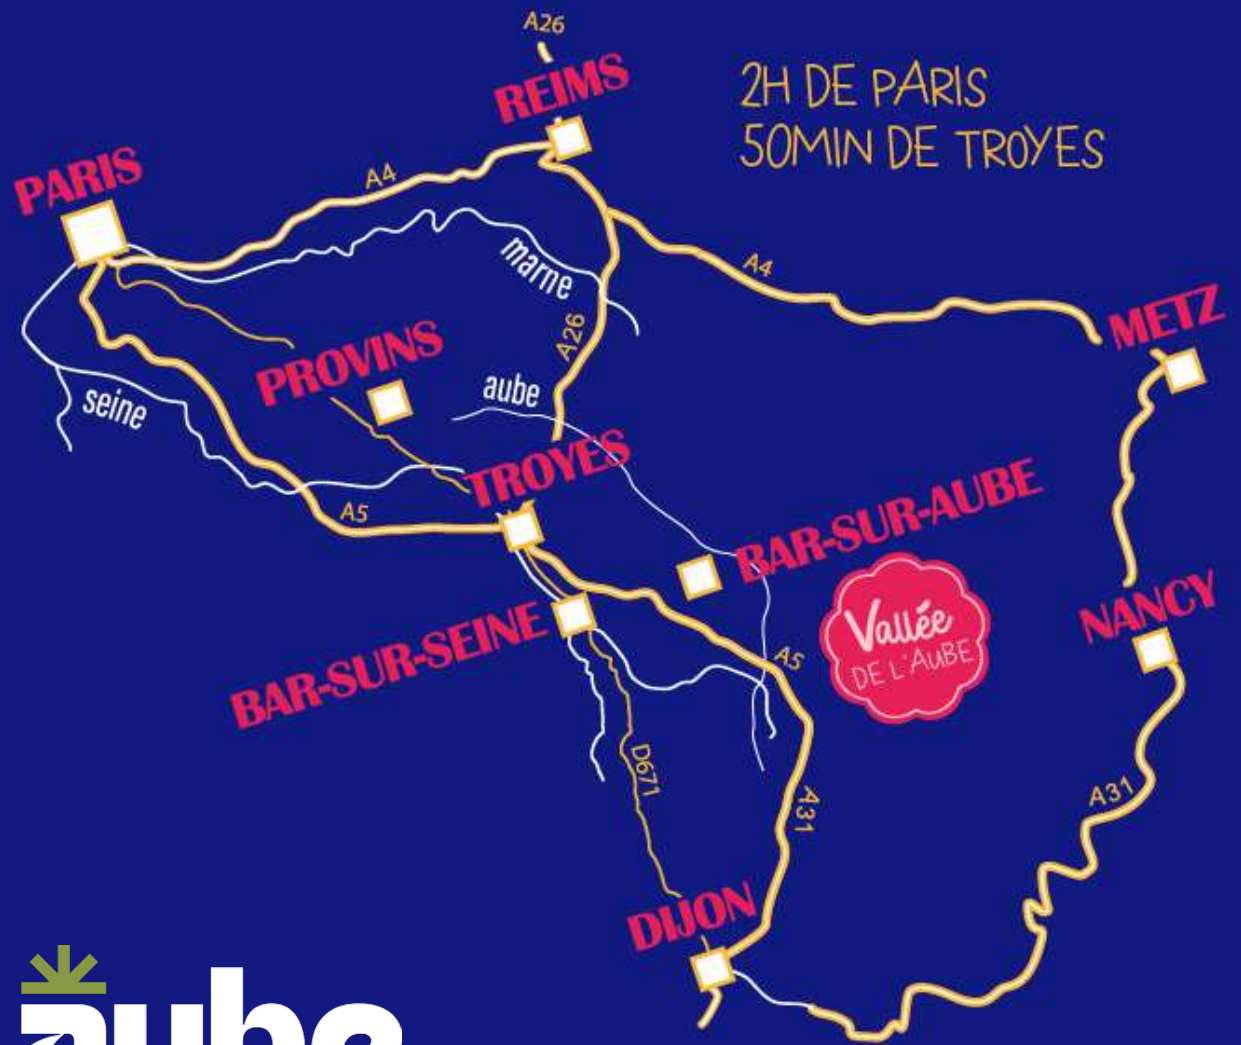 A26
REIMS
2H DE PARIS
50MIN DE TROYES
PARIS
A4
marne
A4
METZ
A26
PROVINS
aube
seine
TROYES
A5
BAR-SUR-AUBE
Vallée
DE L'AUBE
NANCY
BAR-SUR-SEINE
A5
D671
A31
A31
DIJON
aube